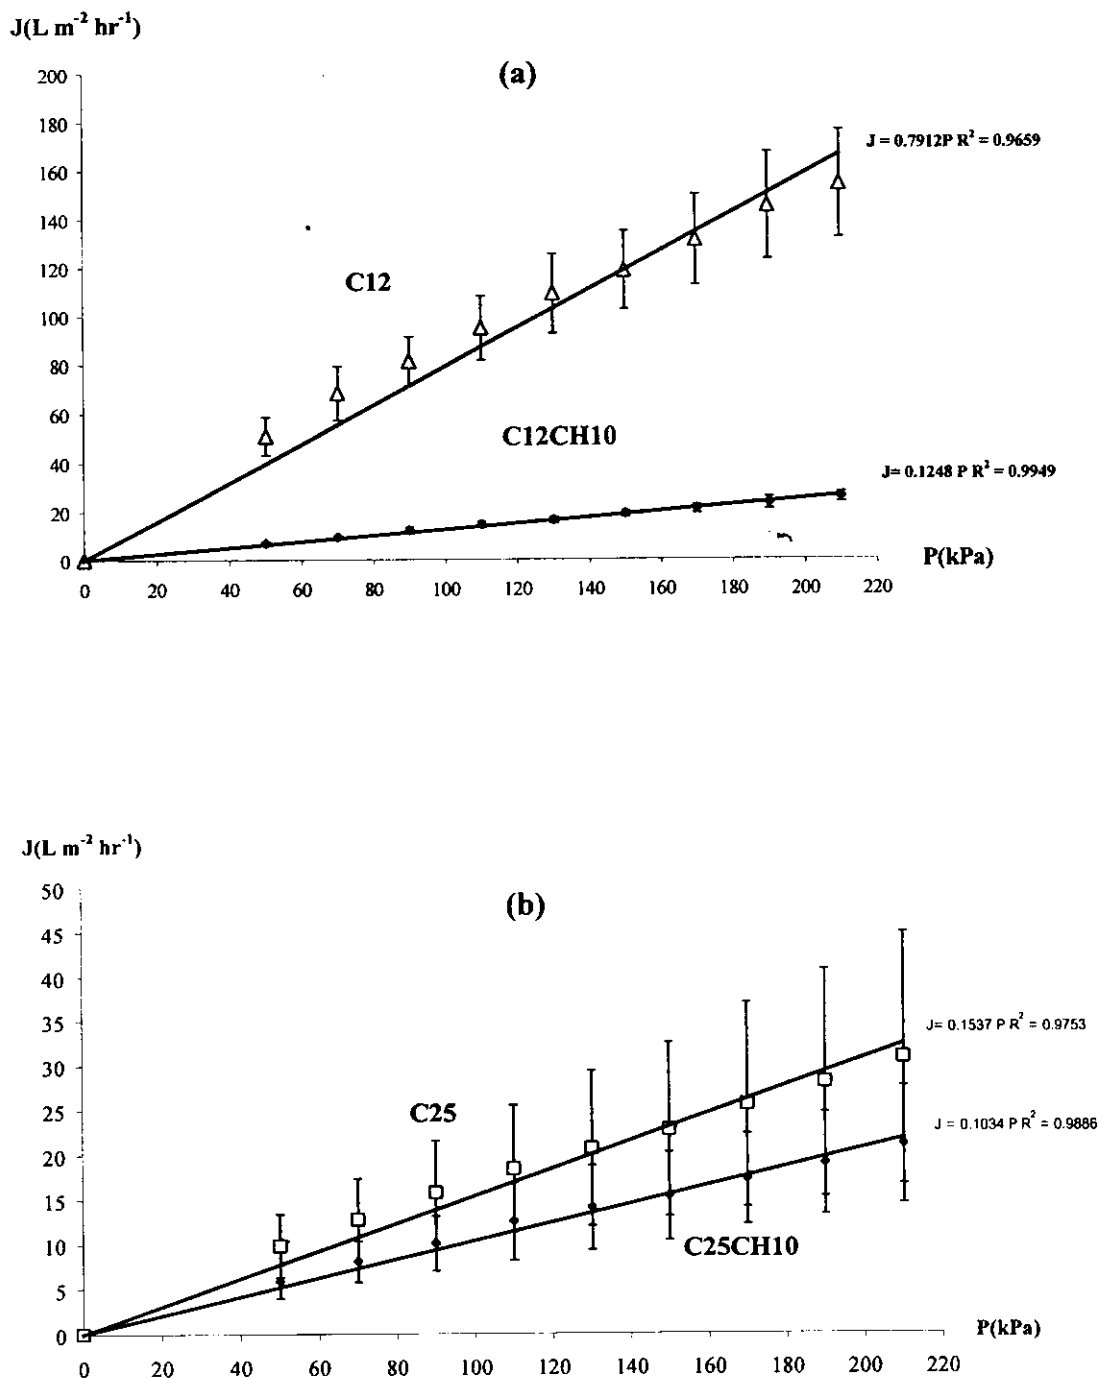 J(L m⁻² hr⁻¹)
(a)
200
180
160
140
120
100
80
60
40
20
0
J = 0.7912P R² = 0.9659
C12
C12CH10
J= 0.1248 P R² = 0.9949
P(kPa)
0 20 40 60 80 100 120 140 160 180 200 220
J(L m⁻² hr⁻¹)
(b)
50
45
40
35
30
25
20
15
10
5
0
J= 0.1537 P R² = 0.9753
C25
J = 0.1034 P R² = 0.9886
C25CH10
P(kPa)
0 20 40 60 80 100 120 140 160 180 200 220